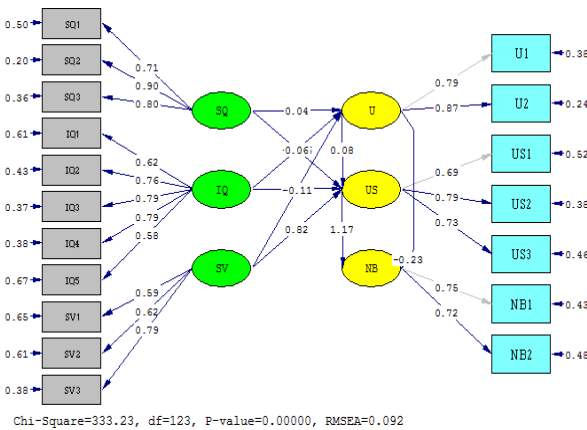 0.50 SQ1
0.20 SQ2
0.36 SQ3
0.61 IQ1
0.43 IQ2
0.37 IQ3
0.38 IQ4
0.67 IQ5
0.65 SV1
0.61 SV2
0.38 SV3
0.71
0.90
0.80
0.62
0.76
0.79
0.79
0.58
0.59
0.62
0.79
SQ
IQ
SV
0.04
0.06
0.08
-0.11
0.82
1.17
-0.23
U
US
NB
0.79
0.87
0.69
0.79
0.73
0.75
0.72
U1 0.38
U2 0.24
US1 0.52
US2 0.38
US3 0.46
NB1 0.43
NB2 0.48
Chi-Square=333.23, df=123, P-value=0.00000, RMSEA=0.092